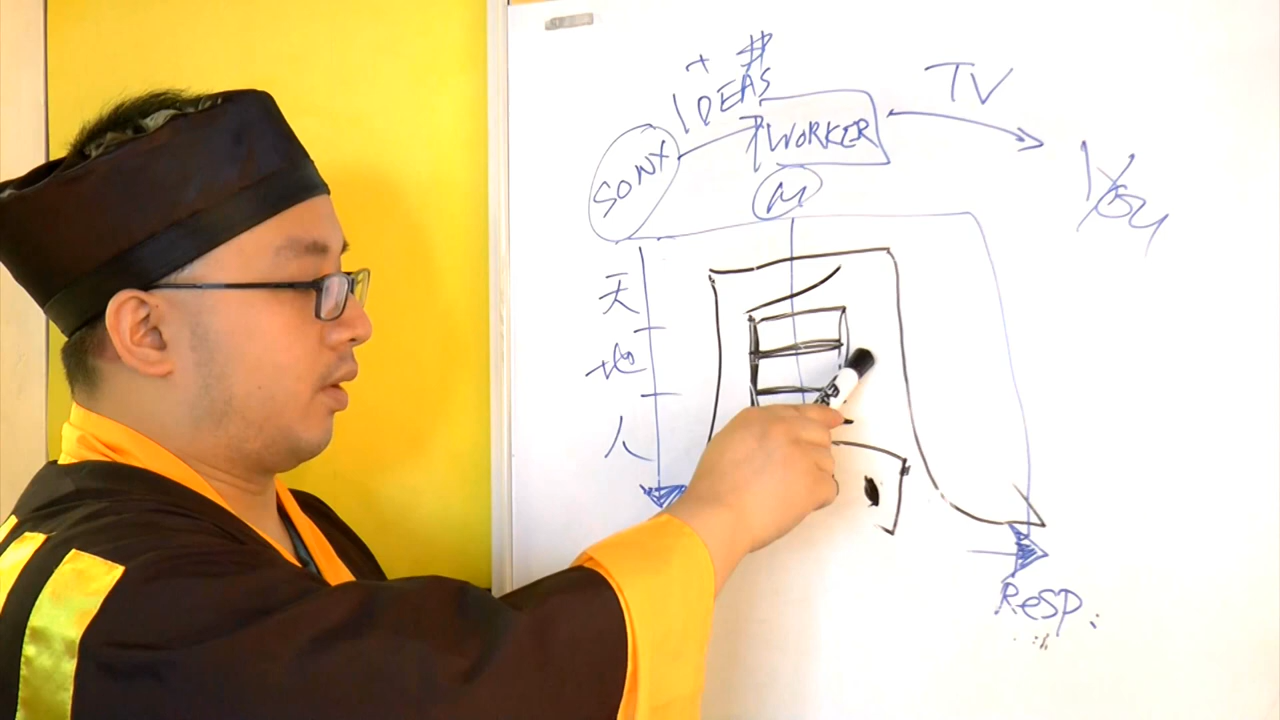 + #
IDEAS
TV
WORKER
SONY
YOU
M
天
地
人
RESP.